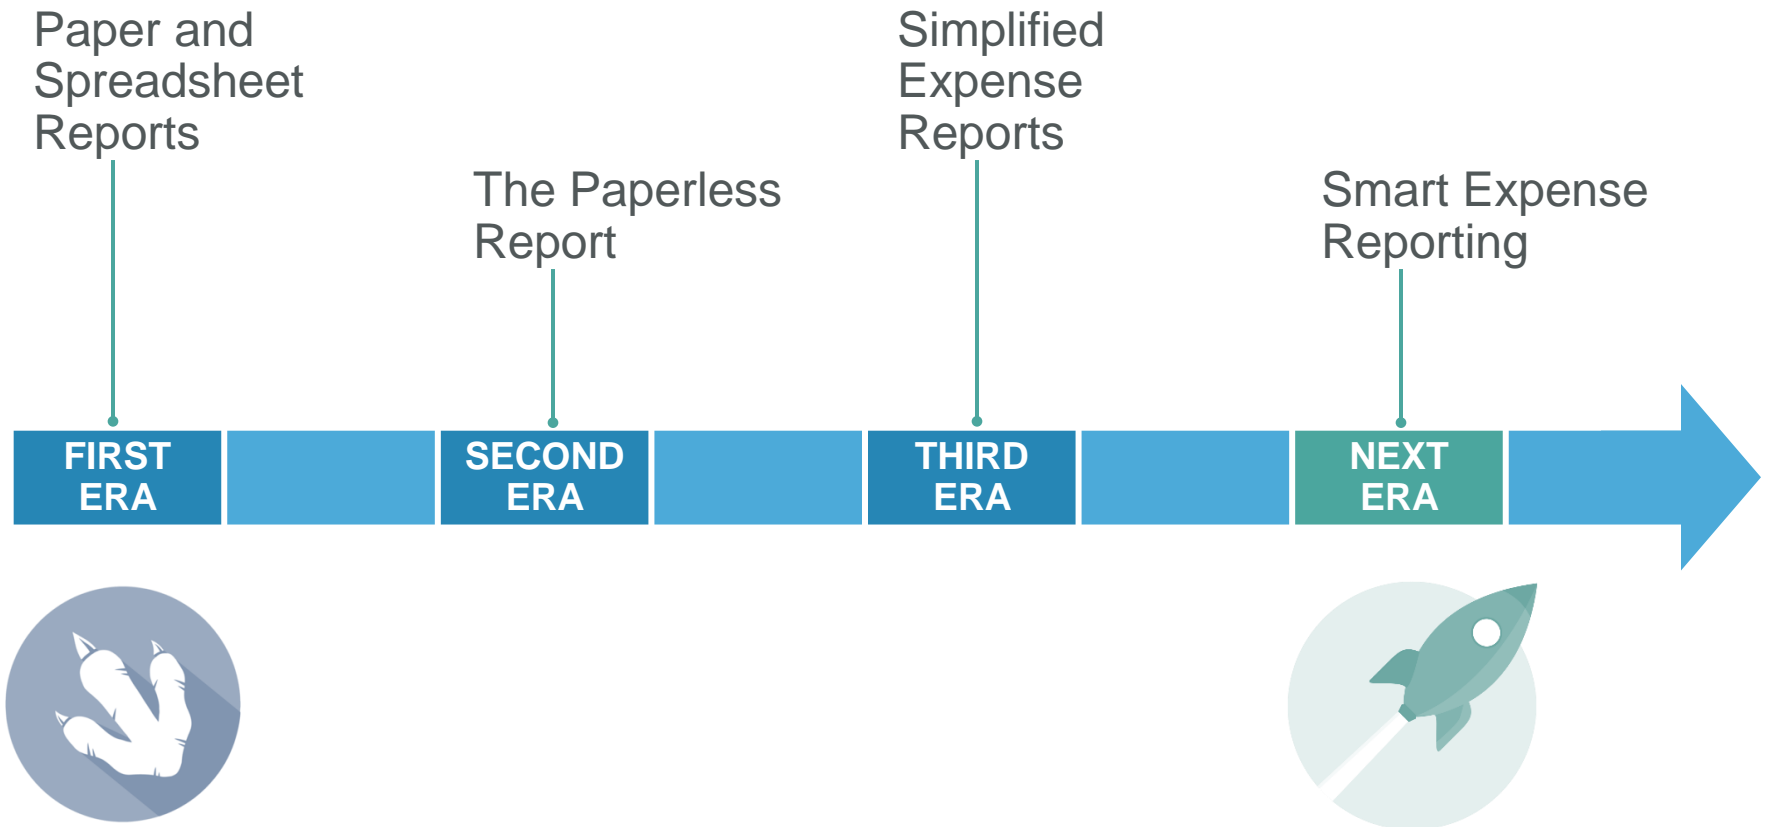 Paper and
Spreadsheet
Reports
The Paperless
Report
Simplified
Expense
Reports
Smart Expense
Reporting
FIRST
ERA
SECOND
ERA
THIRD
ERA
NEXT
ERA